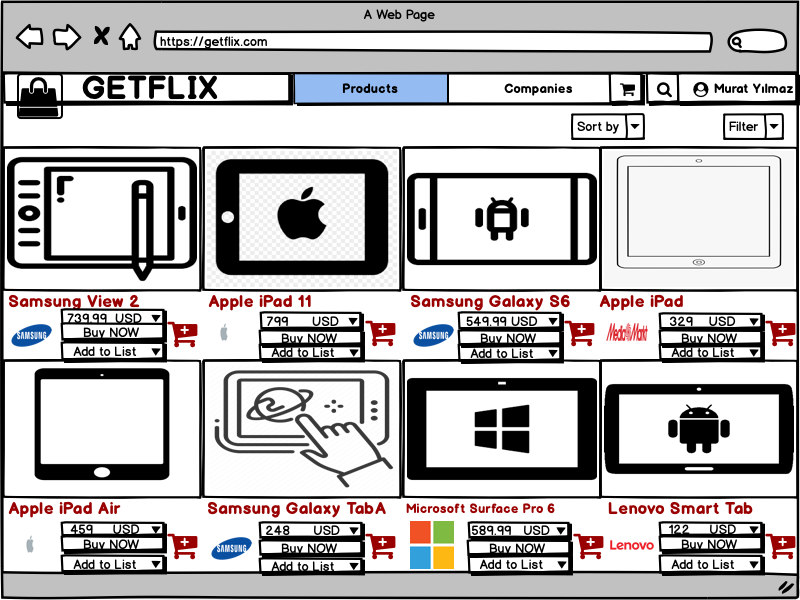 A Web Page
https://getflix.com
GETFLIX
Products
Companies
Murat Yılmaz
Sort by
Filter
Samsung View 2
Apple iPad 11
Samsung Galaxy S6
Apple iPad
SAMSUNG
739.99 USD
Buy NOW
Add to List
799 USD
Buy NOW
Add to List
SAMSUNG
549.99 USD
Buy NOW
Add to List
Media Markt
329 USD
Buy NOW
Add to List
Apple iPad Air
Samsung Galaxy TabA
Microsoft Surface Pro 6
Lenovo Smart Tab
459 USD
Buy NOW
Add to List
SAMSUNG
248 USD
Buy NOW
Add to List
589.99 USD
Buy NOW
Add to List
Lenovo
122 USD
Buy NOW
Add to List